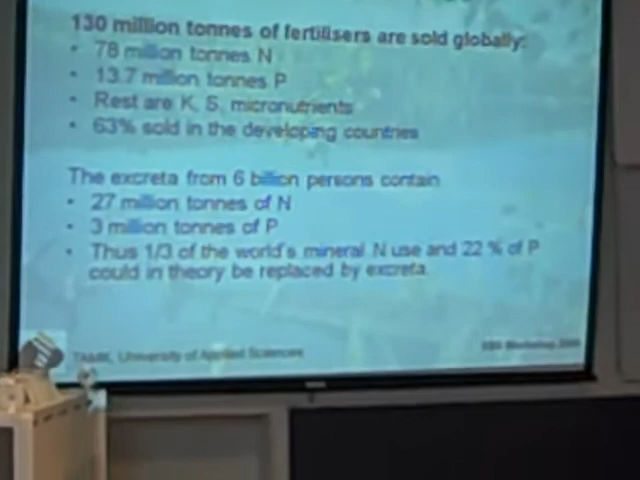 130 million tonnes of fertilisers are sold globally:
• 78 million tonnes N
• 13.7 million tonnes P
• Rest are K, S, micronutrients
• 63% sold in the developing countries
The excreta from 6 billion persons contain
• 27 million tonnes of N
• 3 million tonnes of P
• Thus 1/3 of the world's mineral N use and 22 % of P
could in theory be replaced by excreta.
TAMK, University of Applied Sciences
Workshop